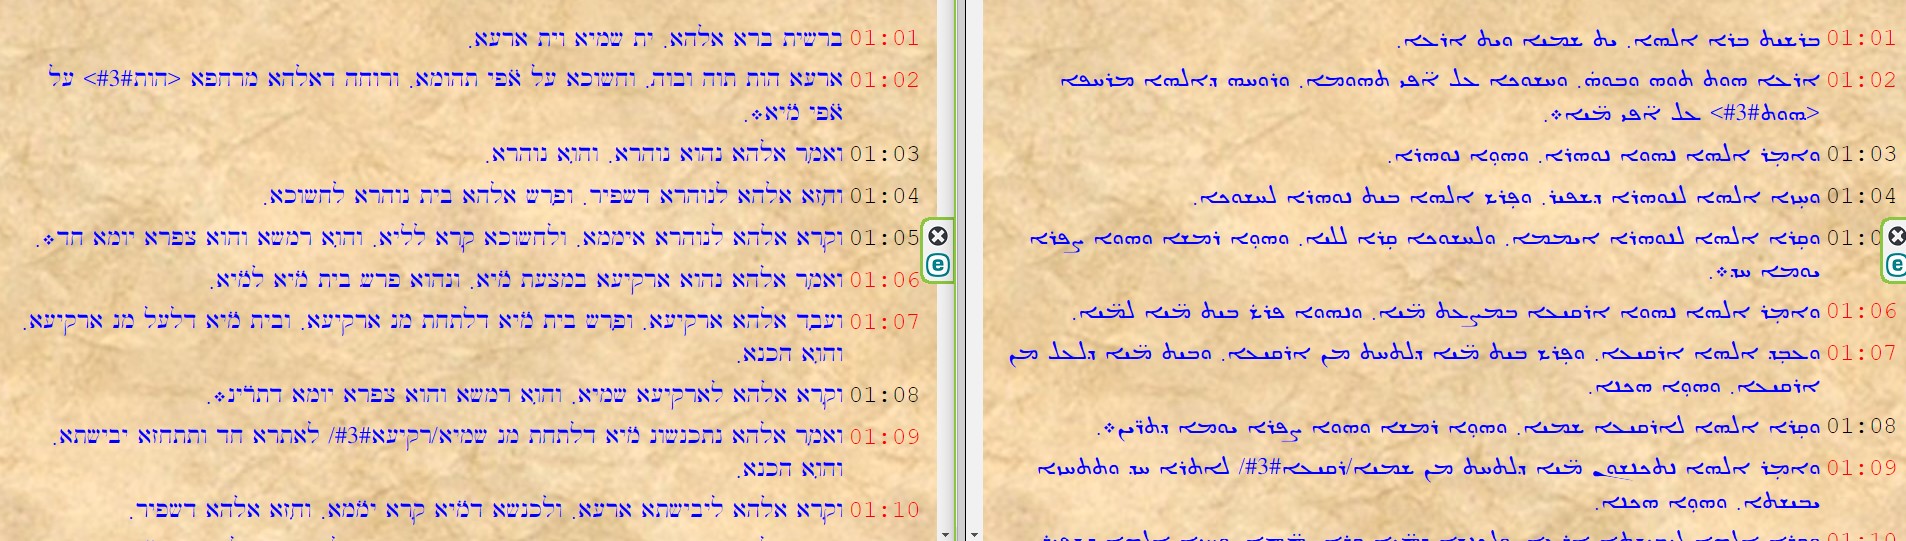 01:01 ברשית ברא אלהא. ית שמיא וית ארעא.
01:02 ארעא הות תוה ובוה. וחשוכא על אפ̈י תהומא. ורוחה דאלהא מרחפא <הות#3#> על
אפ̈י מ̈יא❖.
01:03 ואמר אלהא נהוא נוהרא. והוא נוהרא.
01:04 וחזא אלהא לנוהרא דשפיר. ופרש אלהא בית נוהרא לחשוכא.
01:05 וקרא אלהא לנוהרא איממא. ולחשוכא קרא לליא. והוא רמשא והוא צפרא יומא חד❖.
01:06 ואמר אלהא נהוא ארקיעא במצעת מ̈יא. ונהוא פרש בית מ̈יא למ̈יא.
01:07 ועבד אלהא ארקיעא. ופרש בית מ̈יא דלתחת מנ ארקיעא. ובית מ̈יא דלעל מנ ארקיעא.
והוא הכנא.
01:08 וקרא אלהא לארקיעא שמיא. והוא רמשא והוא צפרא יומא דתר̈ינ❖.
01:09 ואמר אלהא נתכנשונ מ̈יא דלתחת מנ שמיא/רקיעא#3#/ לאתרא חד ותתחזא יבישתא.
והוא הכנא.
01:10 וקרא אלהא ליבישתא ארעא. ולכנשא דמ̈יא קרא ימ̈מא. וחזא אלהא דשפיר.
01:01 ܒܪܫܝܬ ܒܪܐ ܐܠܗܐ. ܝܬ ܫܡܝܐ ܘܝܬ ܐܪܥܐ.
01:02 ܐܪܥܐ ܗܘܬ ܬܘܗ ܘܒܘܗ. ܘܚܫܘܟܐ ܥܠ ܐܦ̈ܝ ܬܗܘܡܐ. ܘܪܘܚܗ ܕܐܠܗܐ ܡܪܚܦܐ
<ܗܘܬ#3#> ܥܠ ܐܦ̈ܝ ܡ̈ܝܐ❖.
01:03 ܘܐܡܪ ܐܠܗܐ ܢܗܘܐ ܢܘܗܪܐ. ܘܗܘܐ ܢܘܗܪܐ.
01:04 ܘܚܙܐ ܐܠܗܐ ܠܢܘܗܪܐ ܕܫܦܝܪ. ܘܦܪܫ ܐܠܗܐ ܒܝܬ ܢܘܗܪܐ ܠܚܫܘܟܐ.
01:0 ܘܩܪܐ ܐܠܗܐ ܠܢܘܗܪܐ ܐܝܡܡܐ. ܘܠܚܫܘܟܐ ܩܪܐ ܠܠܝܐ. ܘܗܘܐ ܪܡܫܐ ܘܗܘܐ ܨܦܪܐ
ܝܘܡܐ ܚܕ❖.
01:06 ܘܐܡܪ ܐܠܗܐ ܢܗܘܐ ܐܪܩܝܥܐ ܒܡܨܥܬ ܡ̈ܝܐ. ܘܢܗܘܐ ܦܪܫ ܒܝܬ ܡ̈ܝܐ ܠܡ̈ܝܐ.
01:07 ܘܥܒܕ ܐܠܗܐ ܐܪܩܝܥܐ. ܘܦܪܫ ܒܝܬ ܡ̈ܝܐ ܕܠܬܚܬ ܡܢ ܐܪܩܝܥܐ. ܘܒܝܬ ܡ̈ܝܐ ܕܠܥܠ ܡܢ
ܐܪܩܝܥܐ. ܘܗܘܐ ܗܟܢܐ.
01:08 ܘܩܪܐ ܐܠܗܐ ܠܐܪܩܝܥܐ ܫܡܝܐ. ܘܗܘܐ ܪܡܫܐ ܘܗܘܐ ܨܦܪܐ ܝܘܡܐ ܕܬܪ̈ܝܢ❖.
01:09 ܘܐܡܪ ܐܠܗܐ ܢܬܟܢܫܘܢ ܡ̈ܝܐ ܕܠܬܚܬ ܡܢ ܫܡܝܐ/ܪܩܝܥܐ#3#/ ܠܐܬܪܐ ܚܕ ܘܬܬܚܙܐ
ܝܒܝܫܬܐ. ܘܗܘܐ ܗܟܢܐ.